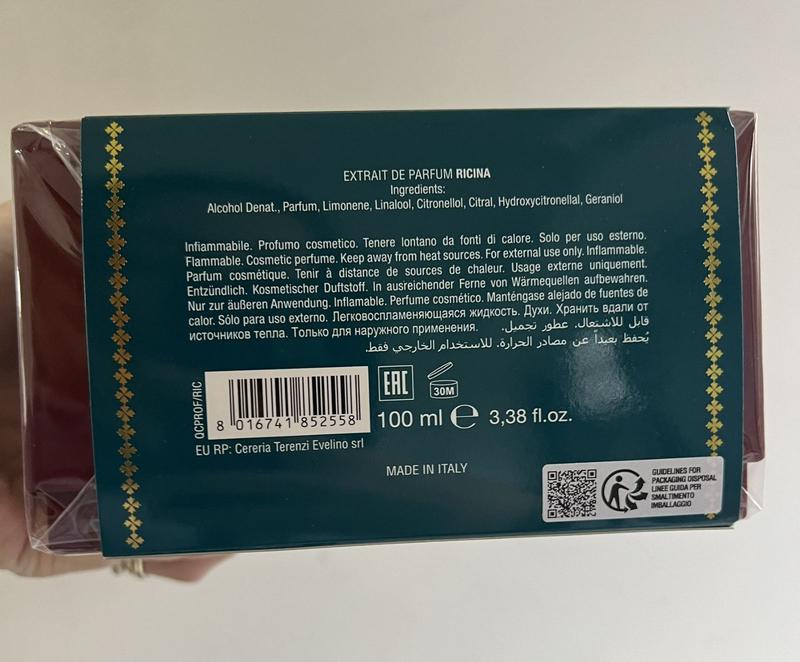 EXTRAIT DE PARFUM RICINA
Ingredients:
Alcohol Denat., Parfum, Limonene, Linalool, Citronellol, Citral, Hydroxycitronellal, Geraniol
Infiammabile. Profumo cosmetico. Tenere lontano da fonti di calore. Solo per uso esterno.
Flammable. Cosmetic perfume. Keep away from heat sources. For external use only. Inflammable.
Parfum cosmétique. Tenir à distance de sources de chaleur. Usage externe uniquement.
Entzündlich. Kosmetischer Duftstoff. In ausreichender Ferne von Wärmequellen aufbewahren.
Nur zur äußeren Anwendung. Inflamable. Perfume cosmético. Manténgase alejado de fuentes de
calor. Sólo para uso externo. Легковоспламеняющаяся жидкость. Духи. Хранить вдали от
источников тепла. Только для наружного применения. قابل للاشتعال. عطور تجميل.
يُحفظ بعيداً عن مصادر الحرارة. للاستخدام الخارجي فقط.
QCPROF/RIC
EAC
30M
8 016741 852558
100 ml e 3,38 fl.oz.
EU RP: Cereria Terenzi Evelino srl
MADE IN ITALY
GUIDELINES FOR
PACKAGING DISPOSAL
LINEE GUIDA PER
SMALTIMENTO
IMBALLAGGIO